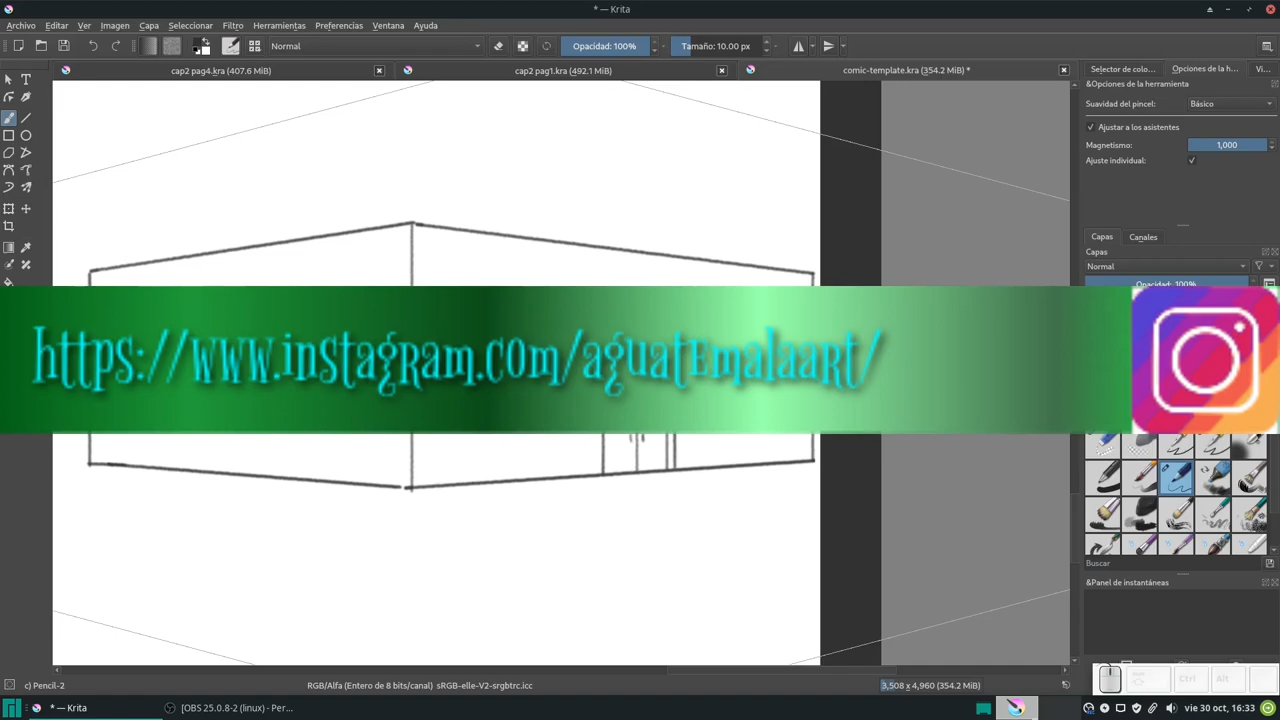 * — Krita
Archivo Editar Ver Imagen Capa Seleccionar Filtro Herramientas Preferencias Ventana Ayuda
Normal Opacidad: 100% Tamaño: 10.00 px
cap2 pag4.kra (407.6 MiB) cap2 pag1.kra (492.1 MiB) comic-template.kra (354.2 MiB) *
Selector de colo... Opciones de la h... Vi...
&Opciones de la herramienta
Suavidad del pincel: Básico
Ajustar a los asistentes
Magnetismo: 1,000
Ajuste individual:
Capas Canales
Capas
Normal
Opacidad: 100%
https://www.instagram.com/aguatemalaart/
Buscar
&Panel de instantáneas
Ctrl Alt
c) Pencil-2 RGB/Alfa (Entero de 8 bits/canal) sRGB-elle-V2-srgbtrc.icc 3,508 x 4,960 (354.2 MiB)
* — Krita [OBS 25.0.8-2 (linux) - Per... vie 30 oct, 16:33